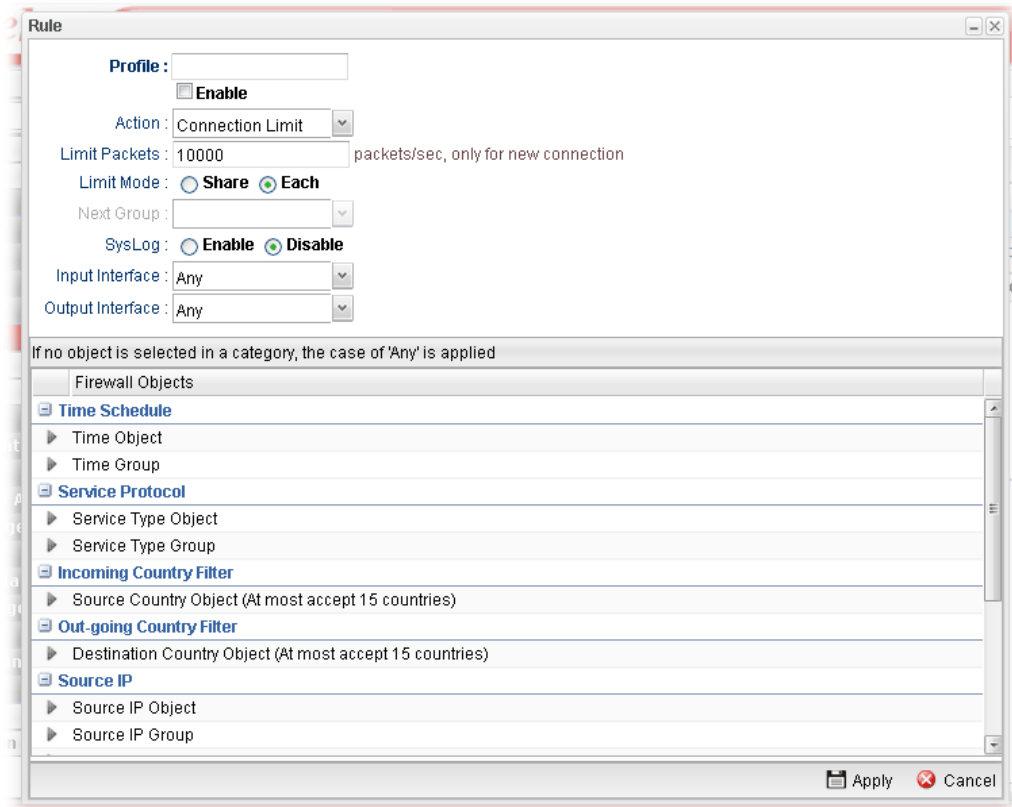 Rule
Profile :
Enable
Action : Connection Limit
Limit Packets : 10000 packets/sec, only for new connection
Limit Mode : Share Each
Next Group :
SysLog : Enable Disable
Input Interface : Any
Output Interface : Any
If no object is selected in a category, the case of 'Any' is applied
Firewall Objects
Time Schedule
Time Object
Time Group
Service Protocol
Service Type Object
Service Type Group
Incoming Country Filter
Source Country Object (At most accept 15 countries)
Out-going Country Filter
Destination Country Object (At most accept 15 countries)
Source IP
Source IP Object
Source IP Group
Apply Cancel